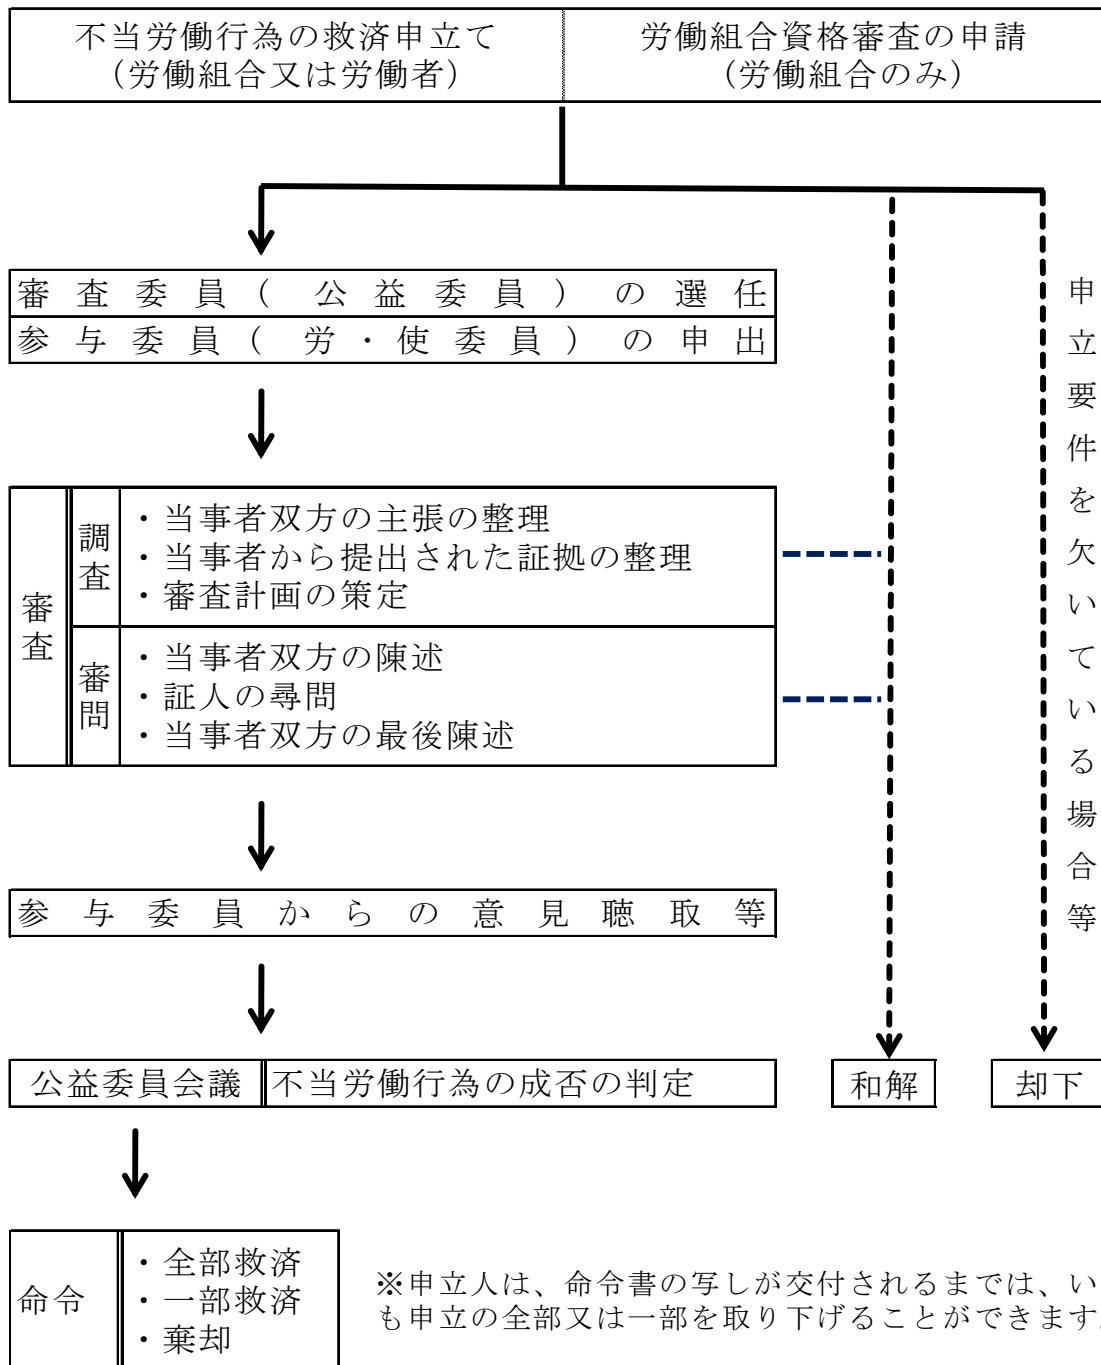 不当労働行為の救済申立て
（労働組合又は労働者）
労働組合資格審査の申請
（労働組合のみ）
審査委員（公益委員）の選任
参与委員（労・使委員）の申出
審査
調査
・当事者双方の主張の整理
・当事者から提出された証拠の整理
・審査計画の策定
審問
・当事者双方の陳述
・証人の尋問
・当事者双方の最後陳述
申立要件を欠いている場合等
参与委員からの意見聴取等
公益委員会議
不当労働行為の成否の判定
和解
却下
命令
・全部救済
・一部救済
・棄却
※申立人は、命令書の写しが交付されるまでは、い
も申立の全部又は一部を取り下げることができます